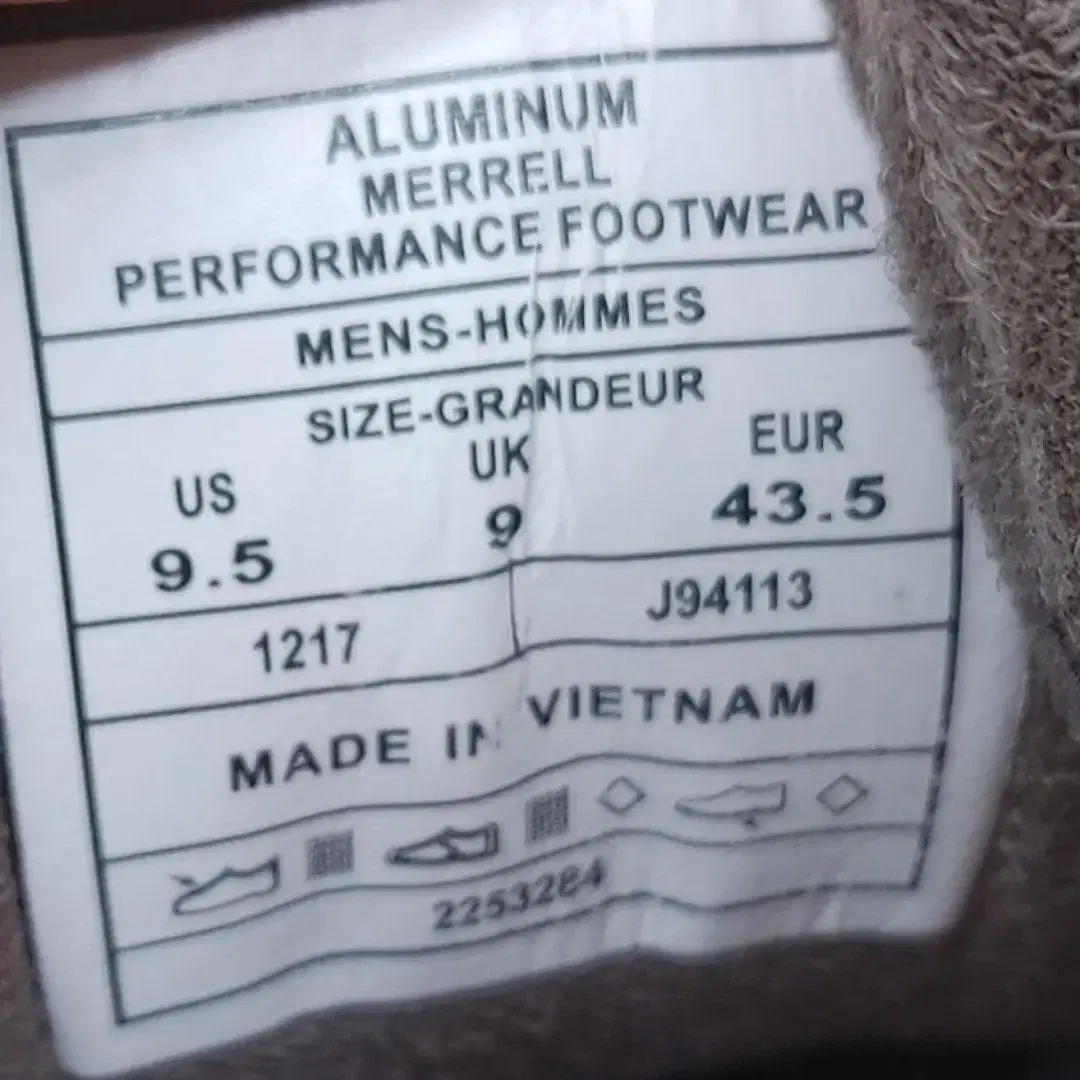 ALUMINUM
MERRELL
PERFORMANCE FOOTWEAR
MENS-HOMMES
SIZE-GRANDEUR
US UK EUR
9.5 9 43.5
1217 J94113
MADE IN VIETNAM
2253284